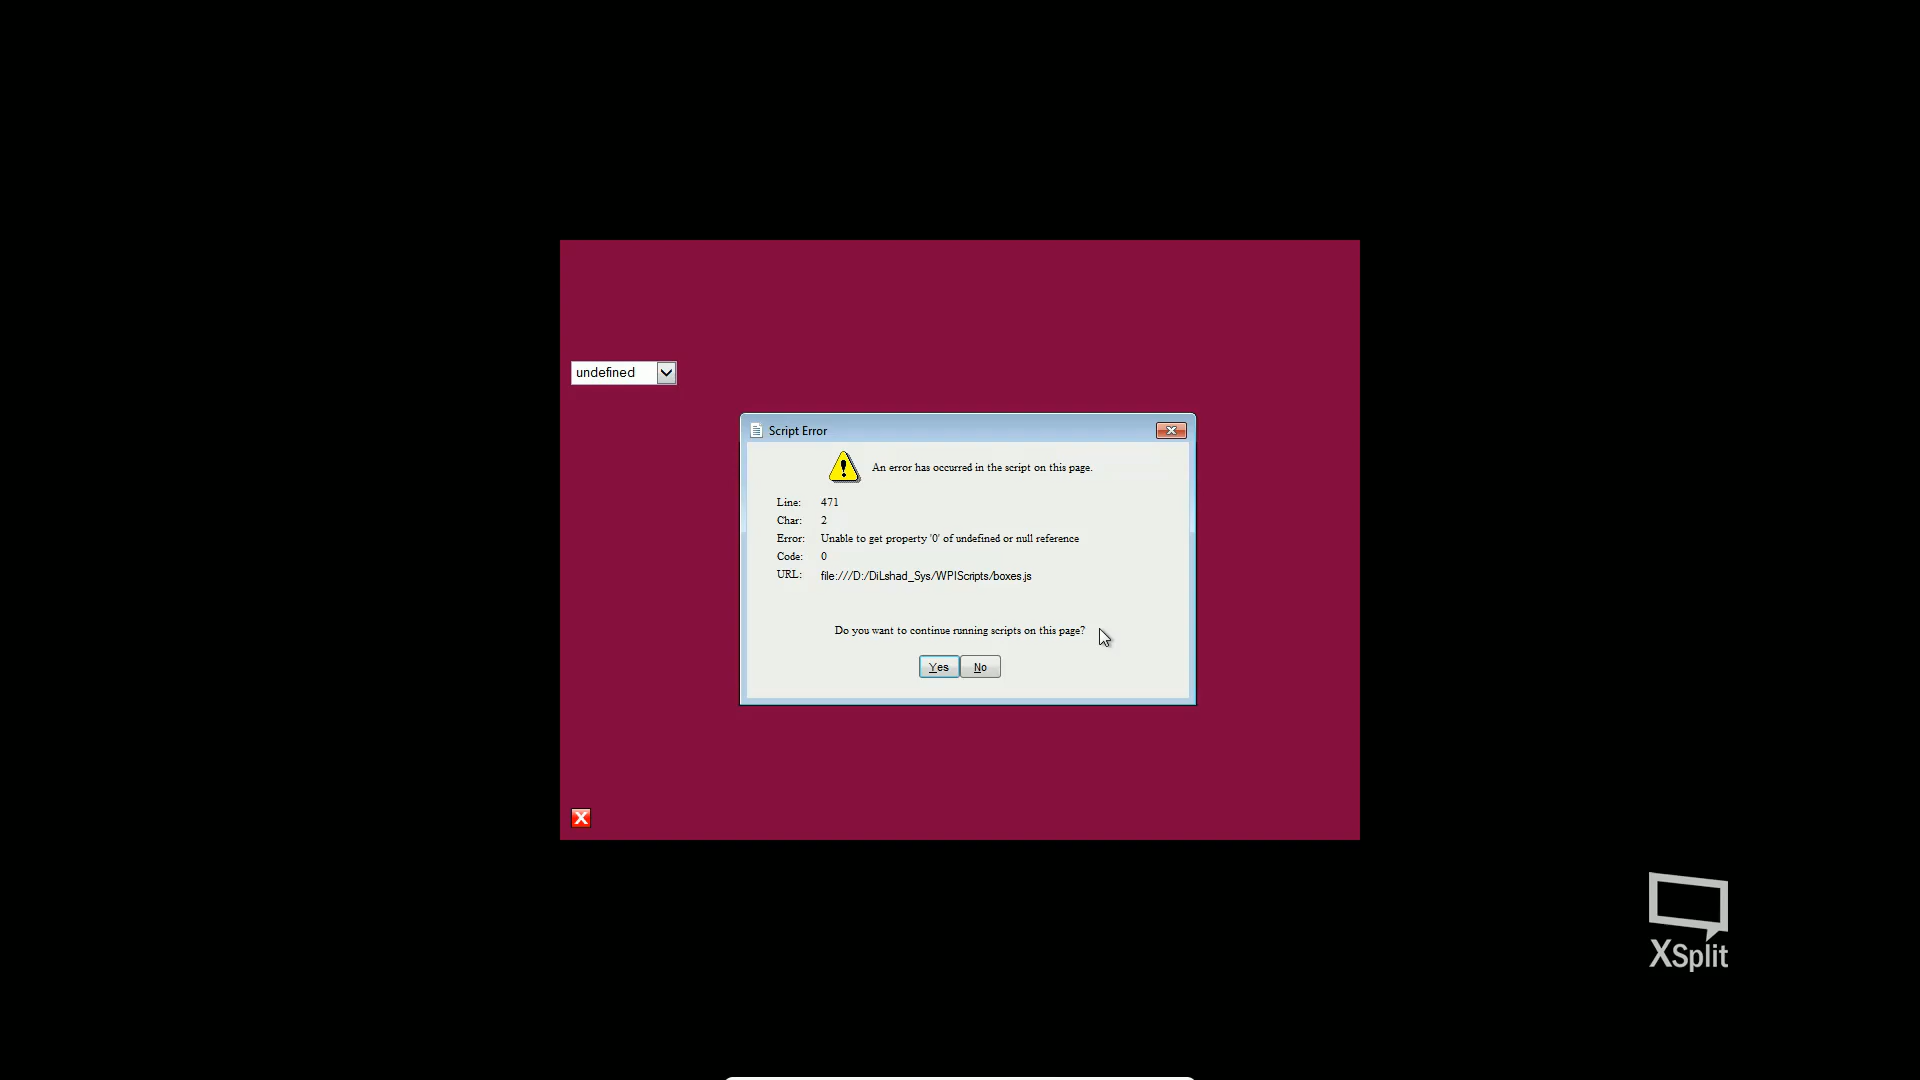 undefined
Script Error
An error has occurred in the script on this page.
Line: 471
Char: 2
Error: Unable to get property '0' of undefined or null reference
Code: 0
URL: file:///D:/DiLshad_Sys/WPIScripts/boxes.js
Do you want to continue running scripts on this page?
Yes No
XSplit